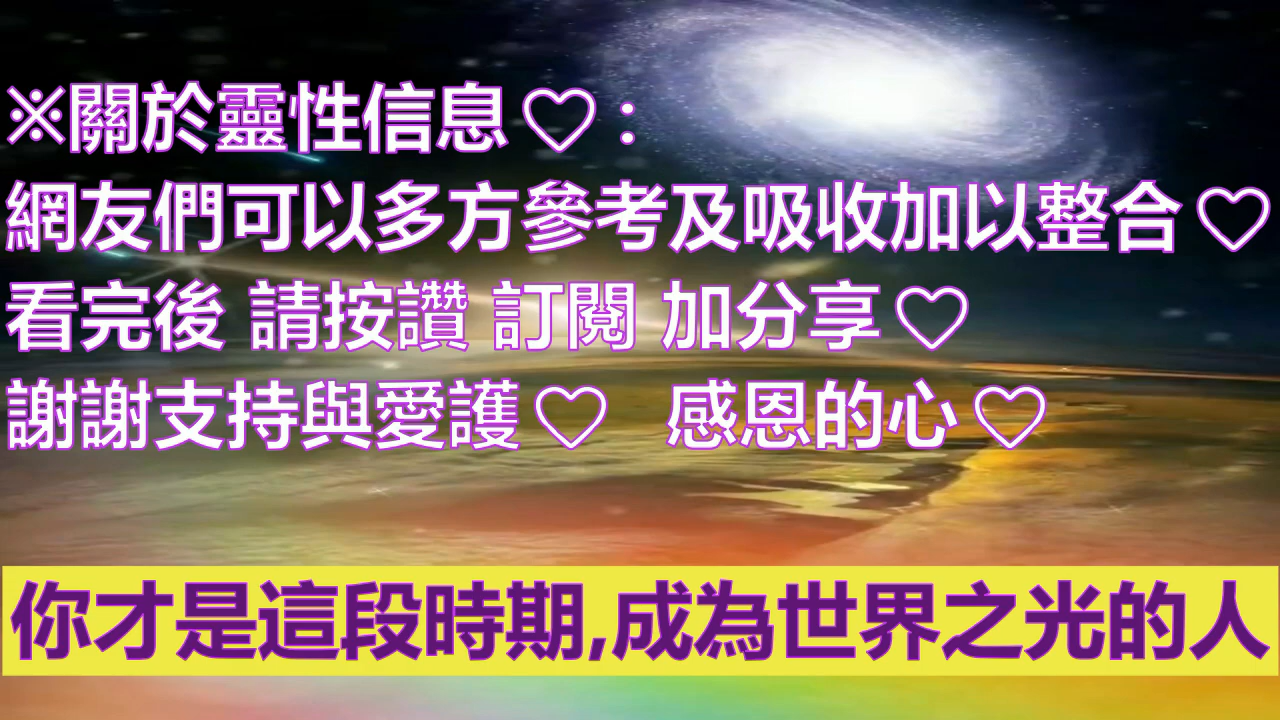 ※關於靈性信息♡:
網友們可以多方參考及吸收加以整合♡
看完後 請按讚 訂閱 加分享♡
謝謝支持與愛護♡ 感恩的心♡
你才是這段時期,成為世界之光的人